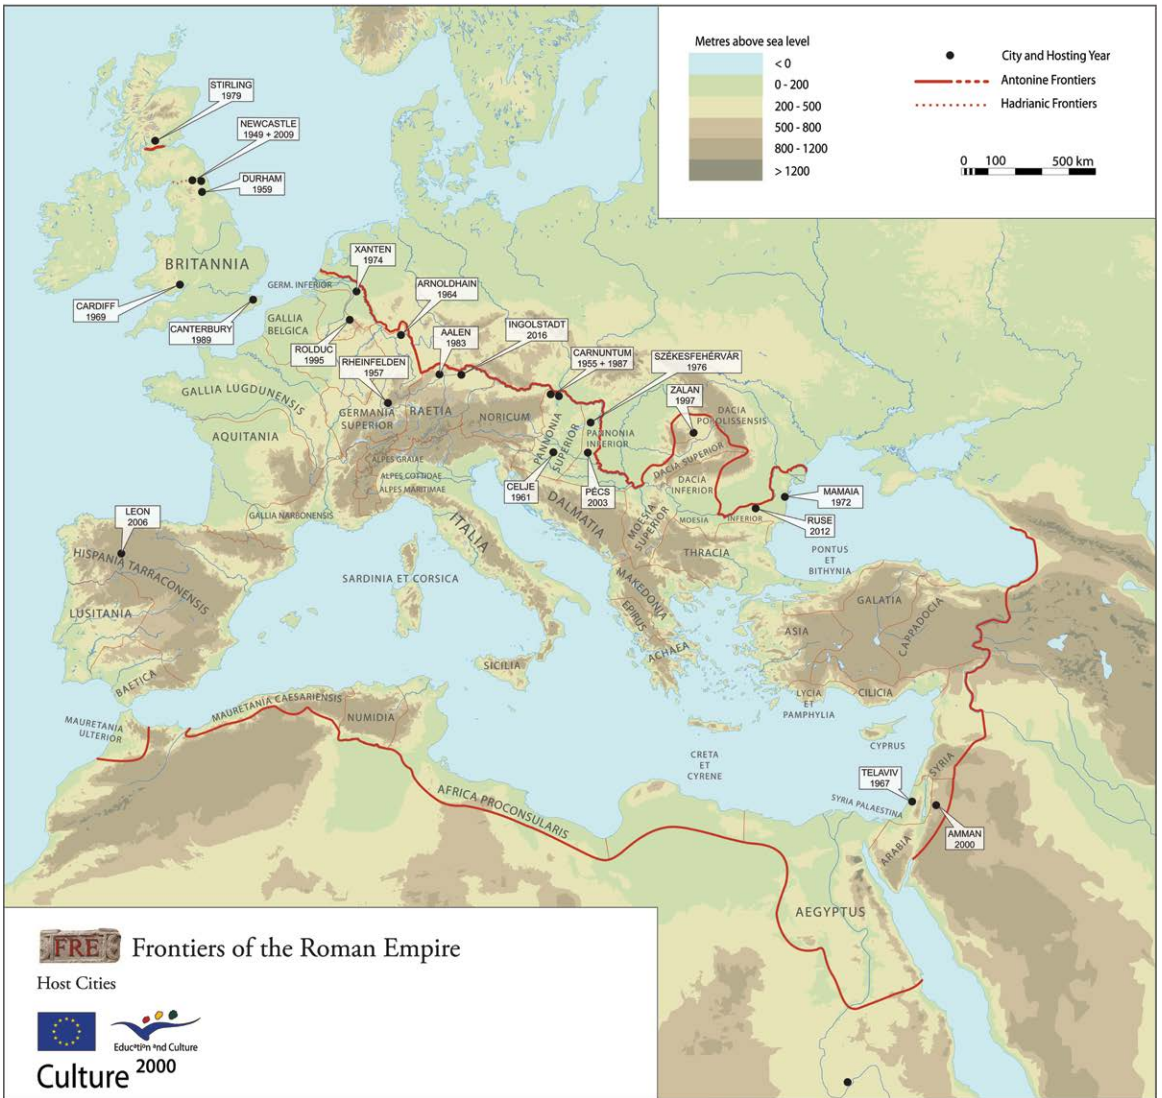 Metres above sea level
< 0
0 - 200
200 - 500
500 - 800
800 - 1200
> 1200
City and Hosting Year
Antonine Frontiers
Hadrianic Frontiers
0 100 500 km
STIRLING
1979
NEWCASTLE
1949 + 2009
DURHAM
1959
BRITANNIA
CARDIFF
1969
CANTERBURY
1989
XANTEN
1974
GERM. INFERIOR
ARNOLDHAIN
1964
GALLIA
BELGICA
ROLDUC
1995
AALEN
1983
INGOLSTADT
2016
RHEINFELDEN
1957
CARNUNTUM
1955 + 1987
SZÉKESFEHÉRVÁR
1976
ZALAN
1997
GALLIA LUGDUNENSIS
AQUITANIA
GERMANIA
SUPERIOR
RAETIA
NORICUM
PANNONIA
SUPERIOR
PANNONIA
INFERIOR
DACIA
POROLISSENSIS
DACIA SUPERIOR
DACIA
INFERIOR
ALPES GRAIAE
ALPES COTTIOAE
ALPES MARITIMAE
GALLIA NARBONENSIS
CELJE
1961
PÉCS
2003
MAMAIA
1972
RUSE
2012
DALMATIA
MOESIA
SUPERIOR
MOESIA
INFERIOR
THRACIA
PONTUS
ET
BITHYNIA
LEON
2006
HISPANIA TARRACONENSIS
LUSITANIA
BAETICA
ITALIA
SARDINIA ET CORSICA
SICILIA
MAKEDONIA
EPIRUS
ACHAEA
ASIA
GALATIA
CAPPADOCIA
LYCIA
ET
PAMPHYLIA
CILICIA
CYPRUS
SYRIA
CRETA
ET
CYRENE
MAURETANIA
ULTERIOR
MAURETANIA CAESARIENSIS
NUMIDIA
AFRICA PROCONSULARIS
TELAVIV
1967
SYRIA PALAESTINA
AMMAN
2000
ARABIA
AEGYPTUS
FRE
Frontiers of the Roman Empire
Host Cities
Education and Culture
Culture 2000